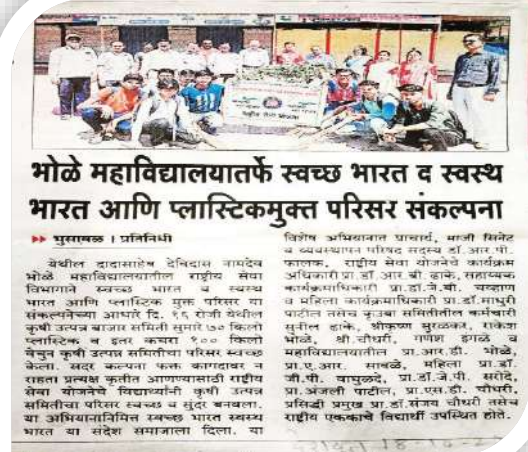 भोळे महाविद्यालयातर्फे स्वच्छ भारत व स्वस्थ
भारत आणि प्लास्टिकमुक्त परिसर संकल्पना
भुसावळ । प्रतिनिधी
येथील दादासाहेब देविदास नामदेव
भोळे महाविद्यालयातील राष्ट्रीय सेवा
विभागाने स्वच्छ भारत व स्वस्थ
भारत आणि प्लास्टिक मुक्त परिसर या
संकल्पनेच्या आधारे दि. १६ रोजी येथील
कृषी उत्पन्न बाजार समिती सुमारे ७० किलो
प्लास्टिक व इतर कचरा १०० किलो
वेचुन कृषी उत्पन्न समितीचा परिसर स्वच्छ
केला. सदर कल्पना फक्त कागदावर न
राहता प्रत्यक्ष कृतीत आणण्यासाठी राष्ट्रीय
सेवा योजनेचे विद्यार्थ्यांनी कृषी उत्पन्न
समितीचा परिसर स्वच्छ व सुंदर बनवला.
या अभियानानिमित्त स्वच्छ भारत स्वस्थ
भारत या संदेश समाजाला दिला. या
विशेष अभियानात प्राचार्य, माजी सिनेट
व व्यवस्थापन परिषद सदस्य डॉ.आर.पी.
फालक, राष्ट्रीय सेवा योजनेचे कार्यक्रम
अधिकारी प्रा.डॉ.आर.बी. ढाके, सहाय्यक
कार्यक्रमाधिकारी प्रा.डॉ.जे.बी. चव्हाण
व महिला कार्यक्रमाधिकारी प्रा.डॉ.माधुरी
पाटील तसेच कृउबा समितीतील कर्मचारी
सुनील ढाके, श्रीकृष्ण मुरळकर, राकेश
भोळे, श्री.चौधरी, गणेश इंगळे व
महाविद्यालयातील प्रा.आर.डी. भोळे,
प्रा.ए.आर. सावळे, महिला प्रा.डॉ.
जी.पी. वाघुळदे, प्रा.डॉ.जे.पी. सरोदे,
प्रा.अंजली पाटील, प्रा.एस.डी. चौधरी,
प्रसिद्धी प्रमुख प्रा.डॉ.संजय चौधरी तसेच
राष्ट्रीय एककाचे विद्यार्थी उपस्थित होते.